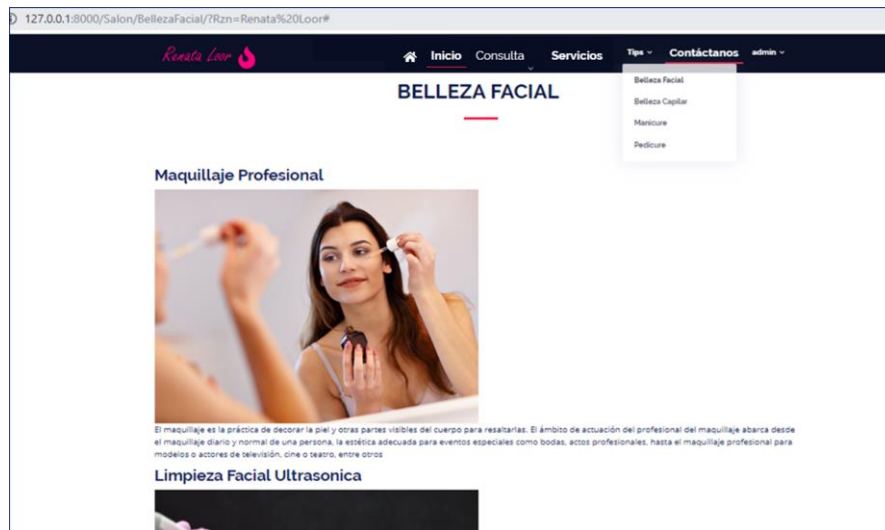 127.0.0.1:8000/Salon/BellezaFacial/?Rzn=Renata%20Loor#
Renata Loor Inicio Consulta Servicios Tips Contáctanos admin
Belleza Facial
Belleza Capilar
Manicure
Pedicure
BELLEZA FACIAL
Maquillaje Profesional
El maquillaje es la práctica de decorar la piel y otras partes visibles del cuerpo para resaltarlas. El ámbito de actuación del profesional del maquillaje abarca desde
el maquillaje diario y normal de una persona, la estética adecuada para eventos especiales como bodas, actos profesionales, hasta el maquillaje profesional para
modelos o actores de televisión, cine o teatro, entre otros
Limpieza Facial Ultrasonica